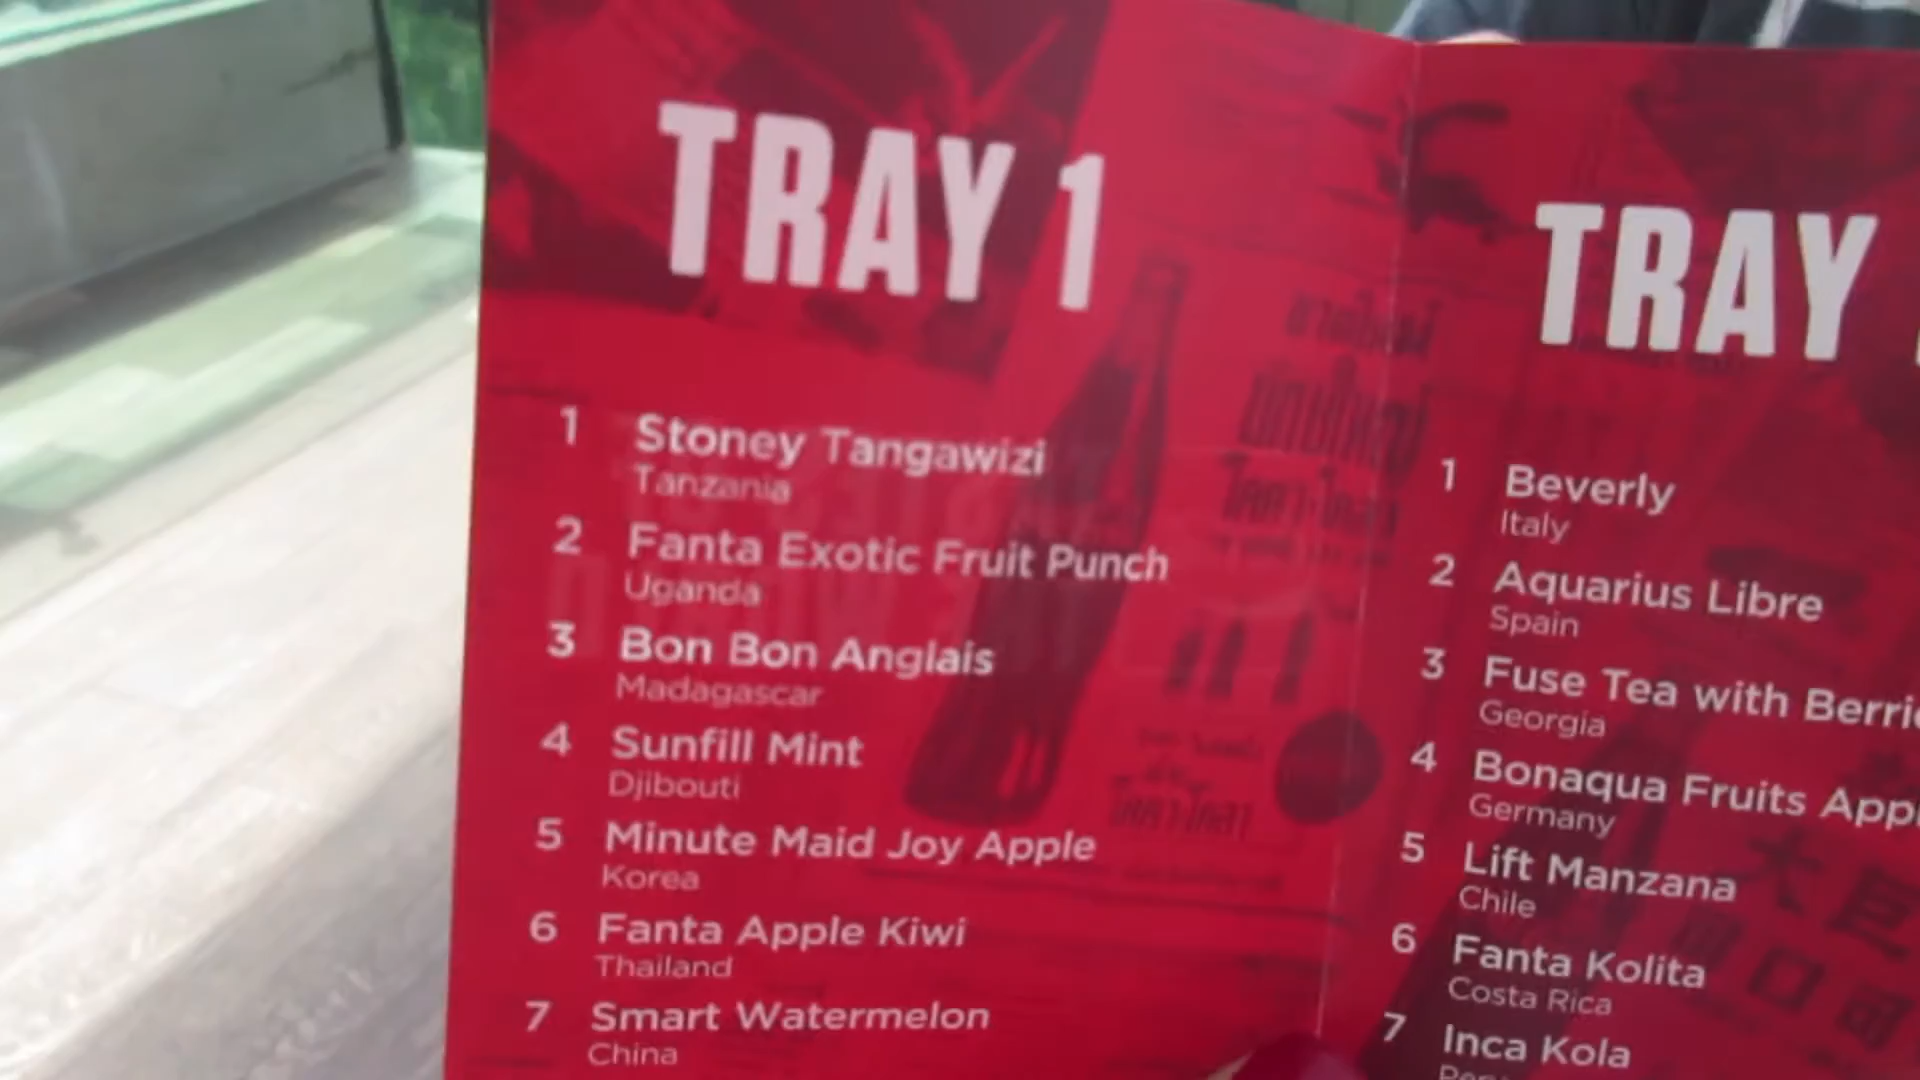 TRAY 1
1 Stoney Tangawizi
Tanzania
2 Fanta Exotic Fruit Punch
Uganda
3 Bon Bon Anglais
Madagascar
4 Sunfill Mint
Djibouti
5 Minute Maid Joy Apple
Korea
6 Fanta Apple Kiwi
Thailand
7 Smart Watermelon
China
TRAY
1 Beverly
Italy
2 Aquarius Libre
Spain
3 Fuse Tea with Berri
Georgia
4 Bonaqua Fruits App
Germany
5 Lift Manzana
Chile
6 Fanta Kolita
Costa Rica
7 Inca Kola